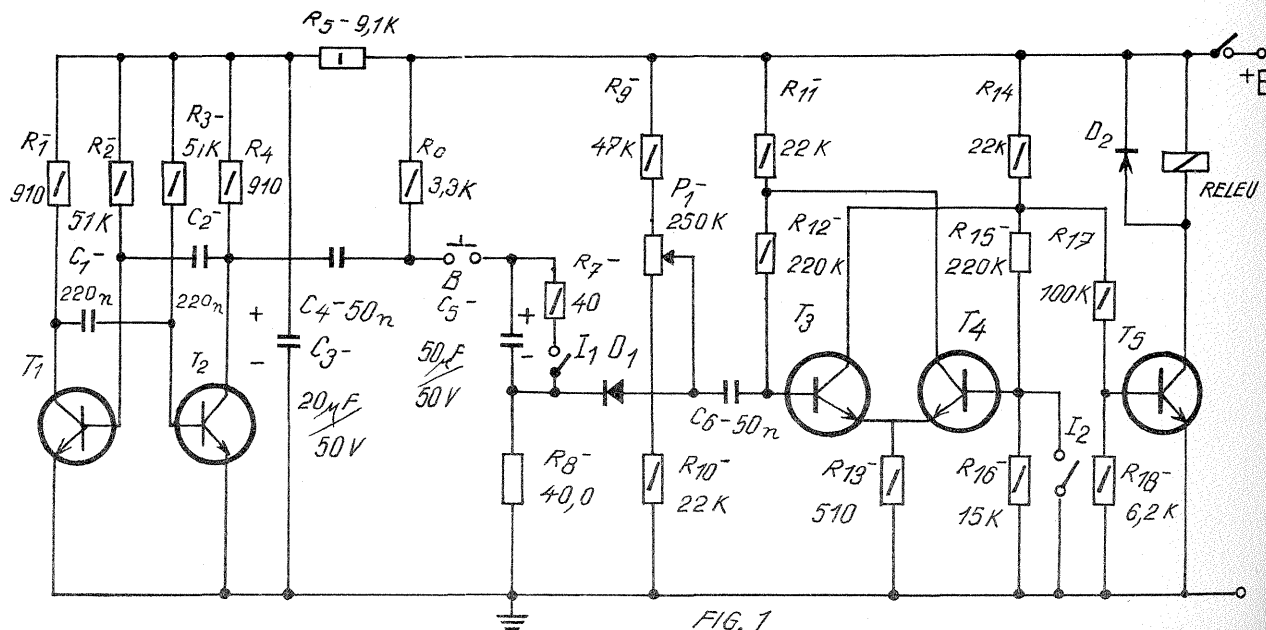 R5-9,1K
+E
R1-
910
R2-
51K
R3-
51K
R4
910
C1-
220n
C2-
220n
+
-
C4-50n
C3-
20µF
50V
R6
3,3K
B
C5-
50µF
50V
+
-
R7-
40
I1
D1
R8-
40,0
R9-
47K
P1-
250K
R10-
22K
C6-50n
R11-
22K
R12-
220K
T1
T2
T3
T4
T5
R13-
510
R14
22K
R15-
220K
R16-
15K
I2
R17
100K
R18-
6,2K
D2
RELEU
FIG. 1